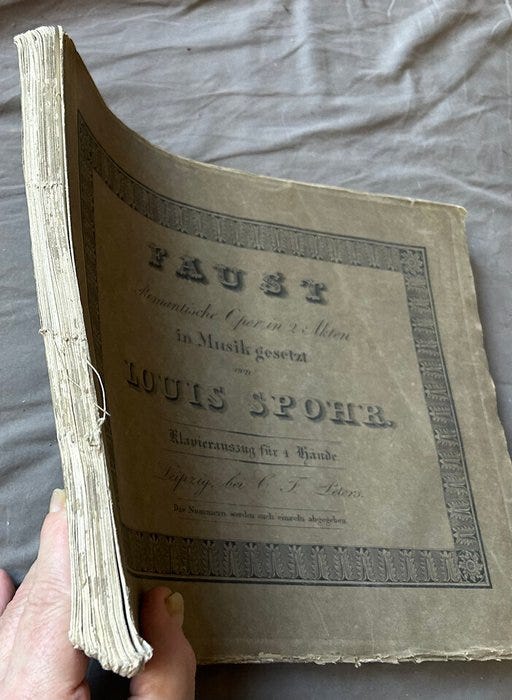 FAUST
Romantische Oper in 2 Akten
in Musik gesetzt
von
LOUIS SPOHR.
Klavierauszug für 4 Hände
Leipzig, bei C. F. Peters.
Die Nummern werden auch einzeln abgegeben.